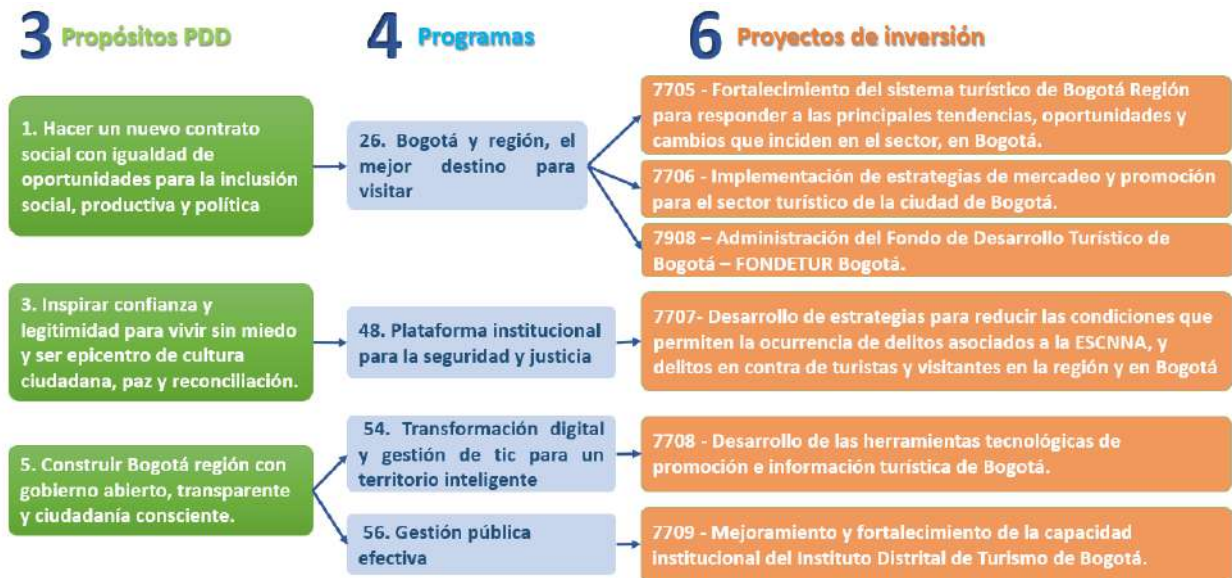 3 Propósitos PDD
4 Programas
6 Proyectos de inversión
1. Hacer un nuevo contrato
social con igualdad de
oportunidades para la inclusión
social, productiva y política
26. Bogotá y región, el
mejor destino para
visitar
7705 - Fortalecimiento del sistema turístico de Bogotá Región
para responder a las principales tendencias, oportunidades y
cambios que inciden en el sector, en Bogotá.
7706 - Implementación de estrategias de mercadeo y promoción
para el sector turístico de la ciudad de Bogotá.
7908 – Administración del Fondo de Desarrollo Turístico de
Bogotá – FONDETUR Bogotá.
3. Inspirar confianza y
legitimidad para vivir sin miedo
y ser epicentro de cultura
ciudadana, paz y reconciliación.
48. Plataforma institucional
para la seguridad y justicia
7707- Desarrollo de estrategias para reducir las condiciones que
permiten la ocurrencia de delitos asociados a la ESCNNA, y
delitos en contra de turistas y visitantes en la región y en Bogotá
5. Construir Bogotá región con
gobierno abierto, transparente
y ciudadanía consciente.
54. Transformación digital
y gestión de tic para un
territorio inteligente
7708 - Desarrollo de las herramientas tecnológicas de
promoción e información turística de Bogotá.
56. Gestión pública
efectiva
7709 - Mejoramiento y fortalecimiento de la capacidad
institucional del Instituto Distrital de Turismo de Bogotá.